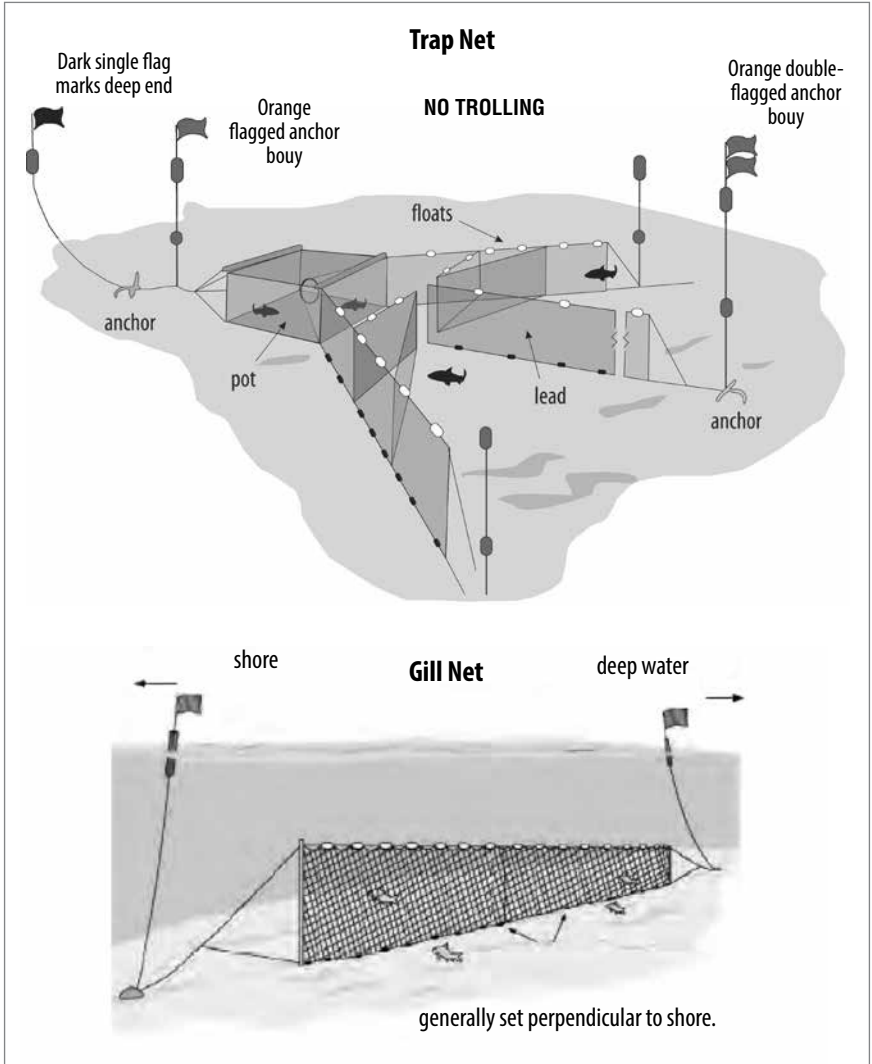 Trap Net
Dark single flag
marks deep end
Orange
flagged anchor
bouy
NO TROLLING
Orange double-
flagged anchor
bouy
floats
anchor
pot
lead
anchor
shore
Gill Net
deep water
generally set perpendicular to shore.